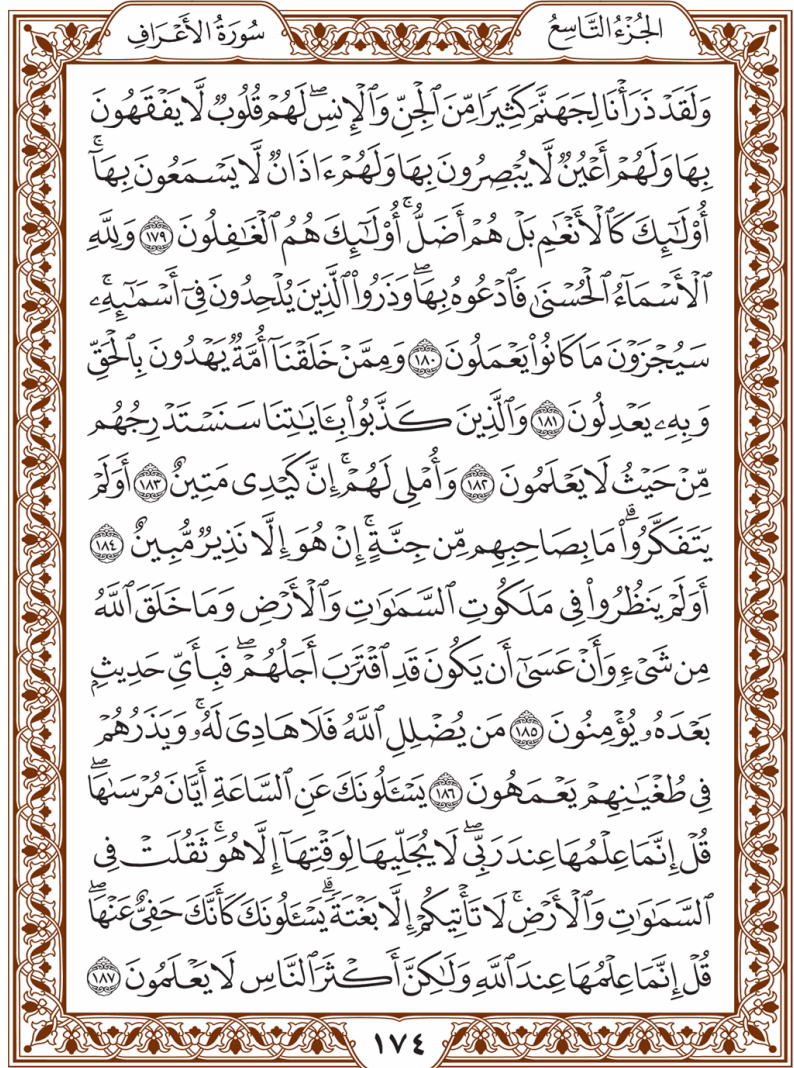 الجُزْءُ التَّاسِعُ
سُورَةُ الأَعْرَافِ
وَلَقَدْ ذَرَأْنَا لِجَهَنَّمَ كَثِيرًا مِّنَ ٱلْجِنِّ وَٱلْإِنسِ ۖ لَهُمْ قُلُوبٌ لَّا يَفْقَهُونَ
بِهَا وَلَهُمْ أَعْيُنٌ لَّا يُبْصِرُونَ بِهَا وَلَهُمْ ءَاذَانٌ لَّا يَسْمَعُونَ بِهَآ ۚ
أُوْلَـٰٓئِكَ كَٱلْأَنْعَـٰمِ بَلْ هُمْ أَضَلُّ ۚ أُوْلَـٰٓئِكَ هُمُ ٱلْغَـٰفِلُونَ ١٧٩ وَلِلَّهِ
ٱلْأَسْمَآءُ ٱلْحُسْنَىٰ فَٱدْعُوهُ بِهَا ۖ وَذَرُوا۟ ٱلَّذِينَ يُلْحِدُونَ فِىٓ أَسْمَـٰٓئِهِۦ ۚ
سَيُجْزَوْنَ مَا كَانُوا۟ يَعْمَلُونَ ١٨٠ وَمِمَّنْ خَلَقْنَآ أُمَّةٌ يَهْدُونَ بِٱلْحَقِّ
وَبِهِۦ يَعْدِلُونَ ١٨١ وَٱلَّذِينَ كَذَّبُوا۟ بِـَٔايَـٰتِنَا سَنَسْتَدْرِجُهُم
مِّنْ حَيْثُ لَا يَعْلَمُونَ ١٨٢ وَأُمْلِى لَهُمْ ۚ إِنَّ كَيْدِى مَتِينٌ ١٨٣ أَوَلَمْ
يَتَفَكَّرُوا۟ ۗ مَا بِصَاحِبِهِم مِّن جِنَّةٍ ۚ إِنْ هُوَ إِلَّا نَذِيرٌ مُّبِينٌ ١٨٤
أَوَلَمْ يَنظُرُوا۟ فِى مَلَكُوتِ ٱلسَّمَـٰوَٰتِ وَٱلْأَرْضِ وَمَا خَلَقَ ٱللَّهُ
مِن شَىْءٍ وَأَنْ عَسَىٰٓ أَن يَكُونَ قَدِ ٱقْتَرَبَ أَجَلُهُمْ ۖ فَبِأَىِّ حَدِيثٍۭ
بَعْدَهُۥ يُؤْمِنُونَ ١٨٥ مَن يُضْلِلِ ٱللَّهُ فَلَا هَادِىَ لَهُۥ ۚ وَيَذَرُهُمْ
فِى طُغْيَـٰنِهِمْ يَعْمَهُونَ ١٨٦ يَسْـَٔلُونَكَ عَنِ ٱلسَّاعَةِ أَيَّانَ مُرْسَىٰهَا ۖ
قُلْ إِنَّمَا عِلْمُهَا عِندَ رَبِّى ۖ لَا يُجَلِّيهَا لِوَقْتِهَآ إِلَّا هُوَ ۚ ثَقُلَتْ فِى
ٱلسَّمَـٰوَٰتِ وَٱلْأَرْضِ ۚ لَا تَأْتِيكُمْ إِلَّا بَغْتَةً ۗ يَسْـَٔلُونَكَ كَأَنَّكَ حَفِىٌّ عَنْهَا ۖ
قُلْ إِنَّمَا عِلْمُهَا عِندَ ٱللَّهِ وَلَـٰكِنَّ أَكْثَرَ ٱلنَّاسِ لَا يَعْلَمُونَ ١٨٧
١٧٤